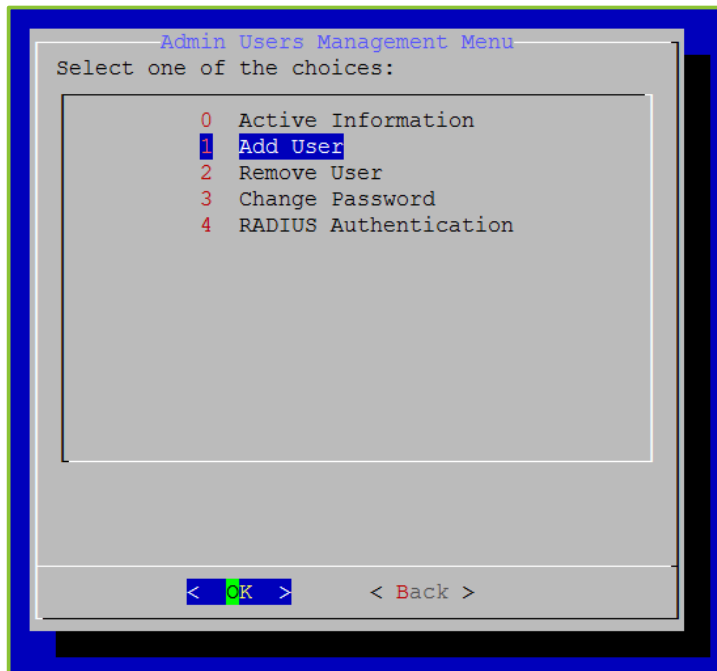 Admin Users Management Menu
Select one of the choices:
0 Active Information
1 Add User
2 Remove User
3 Change Password
4 RADIUS Authentication
< OK > < Back >